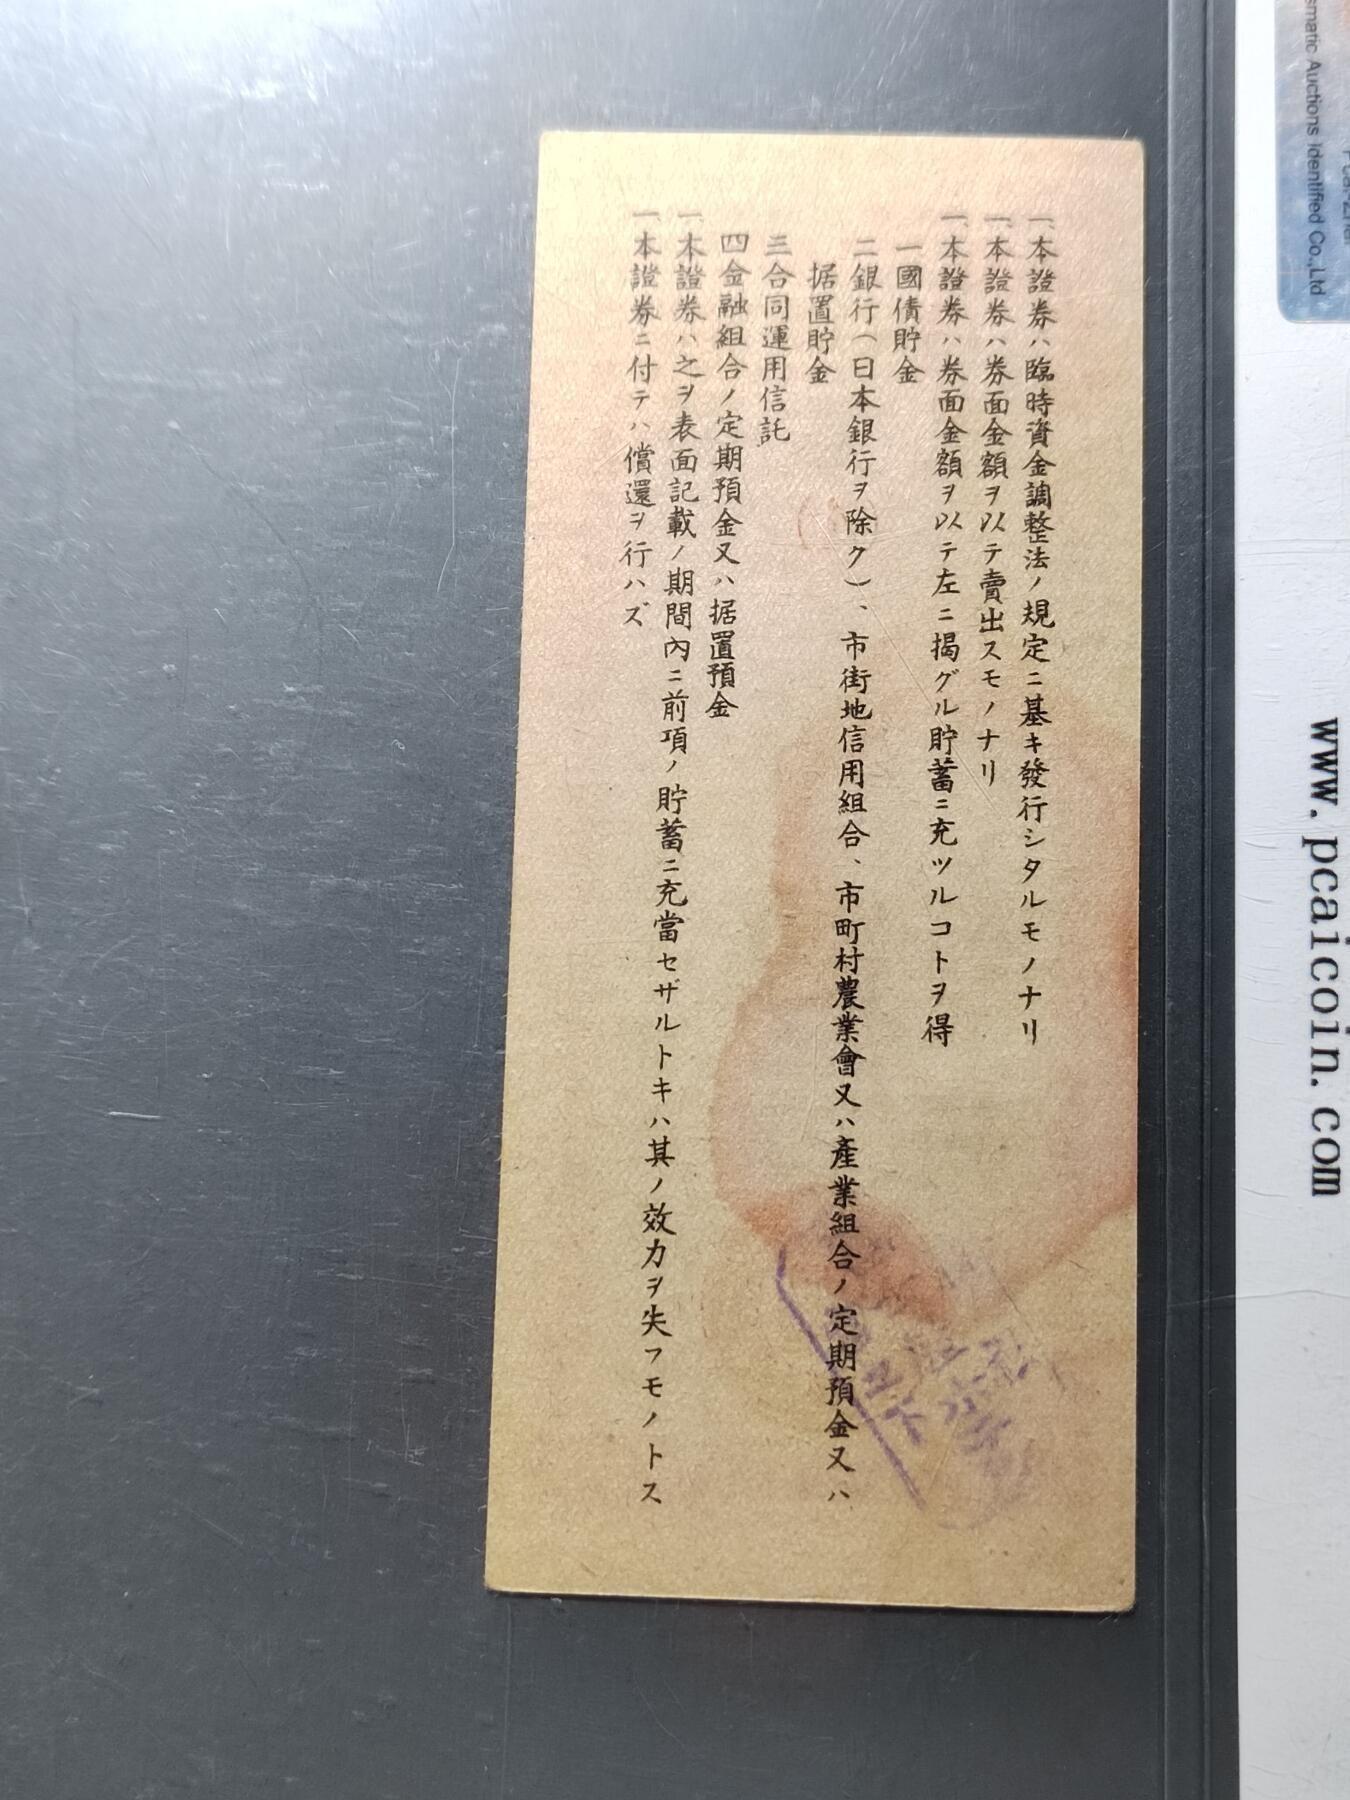 一、本證券ハ臨時資金調整法ノ規定ニ基キ發行シタルモノナリ
一、本證券ハ券面金額ヲ以テ賣出スモノナリ
一、本證券ハ券面金額ヲ以テ左ニ揭グル貯蓄ニ充ツルコトヲ得
一國債貯金
二銀行（日本銀行ヲ除ク）、市街地信用組合、市町村農業會又ハ產業組合ノ定期預金又ハ
据置貯金
三合同運用信託
四金融組合ノ定期預金又ハ据置預金
一、本證券ハ之ヲ表面記載ノ期間內ニ前項ノ貯蓄ニ充當セザルトキハ其ノ效力ヲ失フモノトス
一、本證券ニ付テハ償還ヲ行ハズ
smatic Auctions Identified Co.,Ltd
www.pcaicoin.com